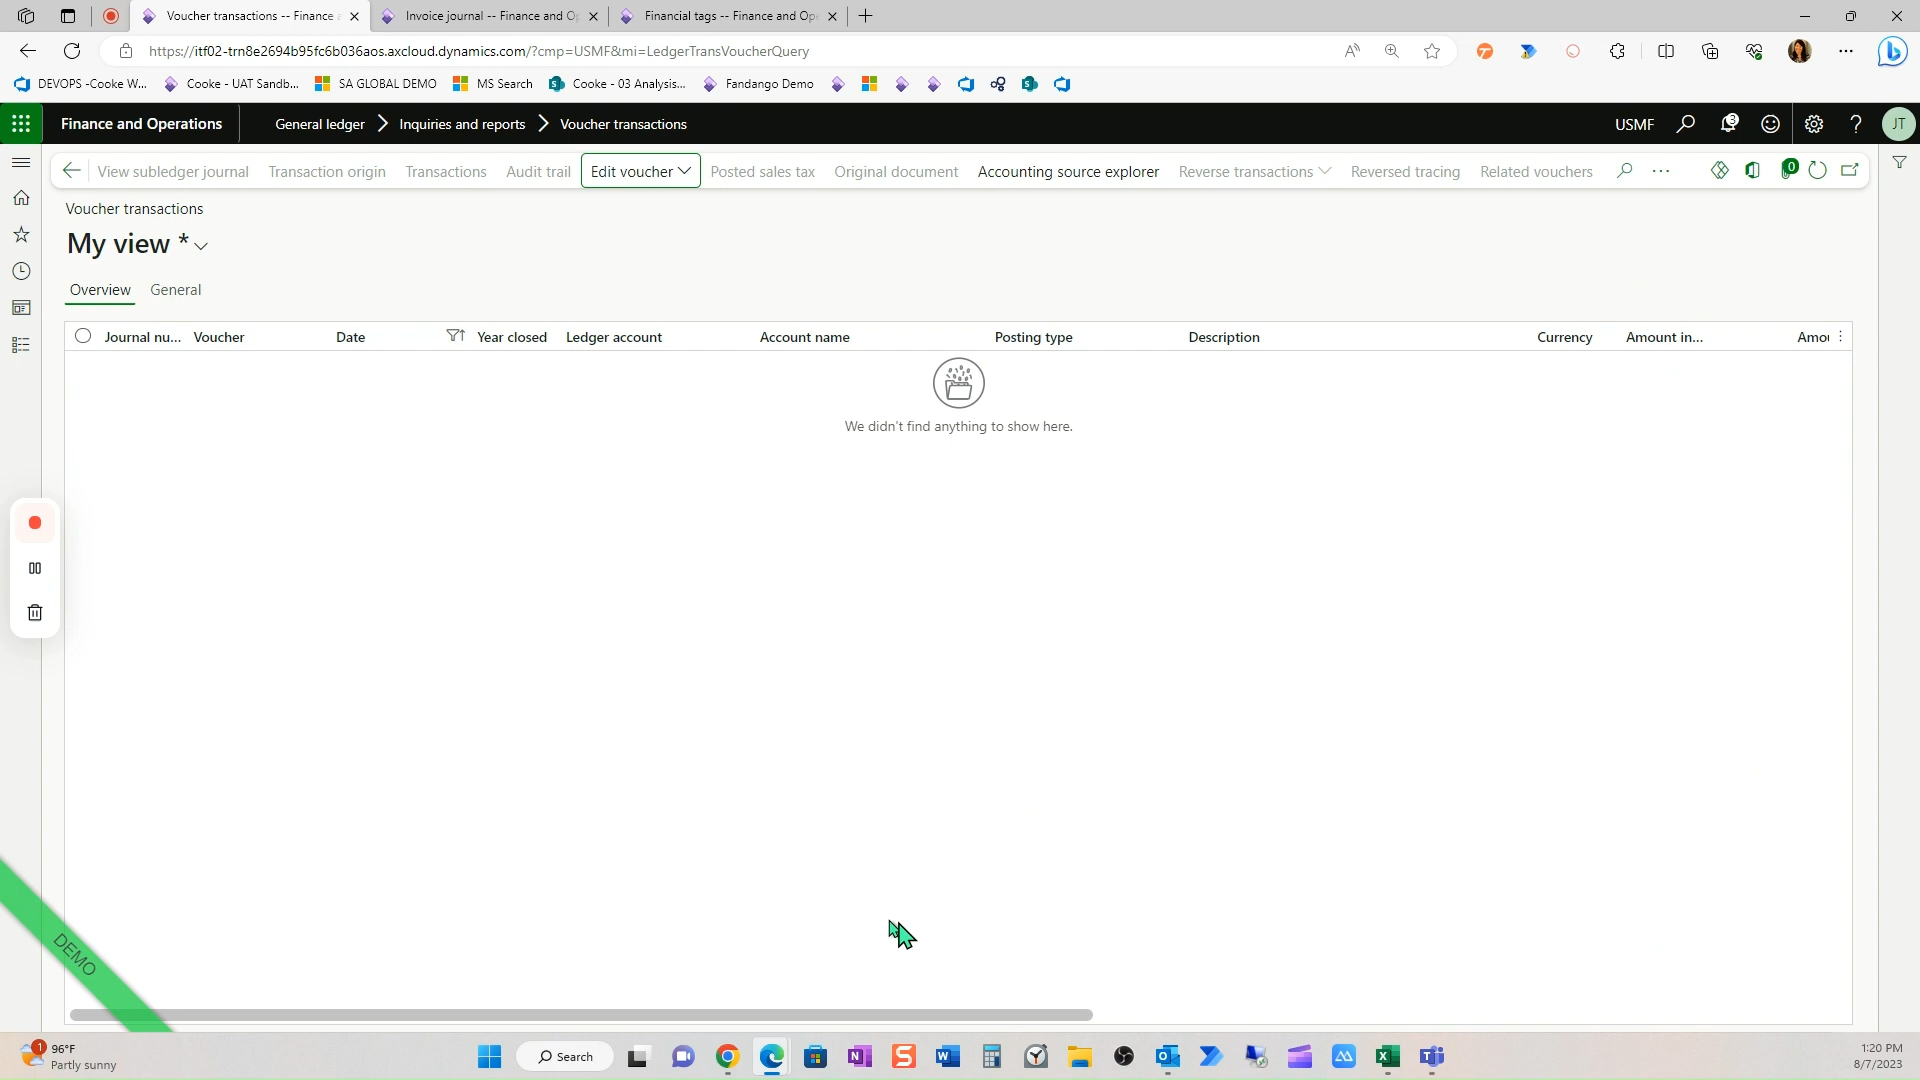 Voucher transactions -- Finance a
Invoice journal -- Finance and O
Financial tags -- Finance and Ope
https://itf02-trn8e2694b95fc6b036aos.axcloud.dynamics.com/?cmp=USMF&mi=LedgerTransVoucherQuery
DEVOPS -Cooke W...
Cooke - UAT Sandb...
SA GLOBAL DEMO
MS Search
Cooke - 03 Analysis...
Fandango Demo
Finance and Operations
General ledger
Inquiries and reports
Voucher transactions
USMF
3
JT
View subledger journal
Transaction origin
Transactions
Audit trail
Edit voucher
Posted sales tax
Original document
Accounting source explorer
Reverse transactions
Reversed tracing
Related vouchers
0
Voucher transactions
My view *
Overview
General
Journal nu...
Voucher
Date
Year closed
Ledger account
Account name
Posting type
Description
Currency
Amount in...
Amou
We didn't find anything to show here.
DEMO
1
96°F
Partly sunny
Search
1:20 PM
8/7/2023